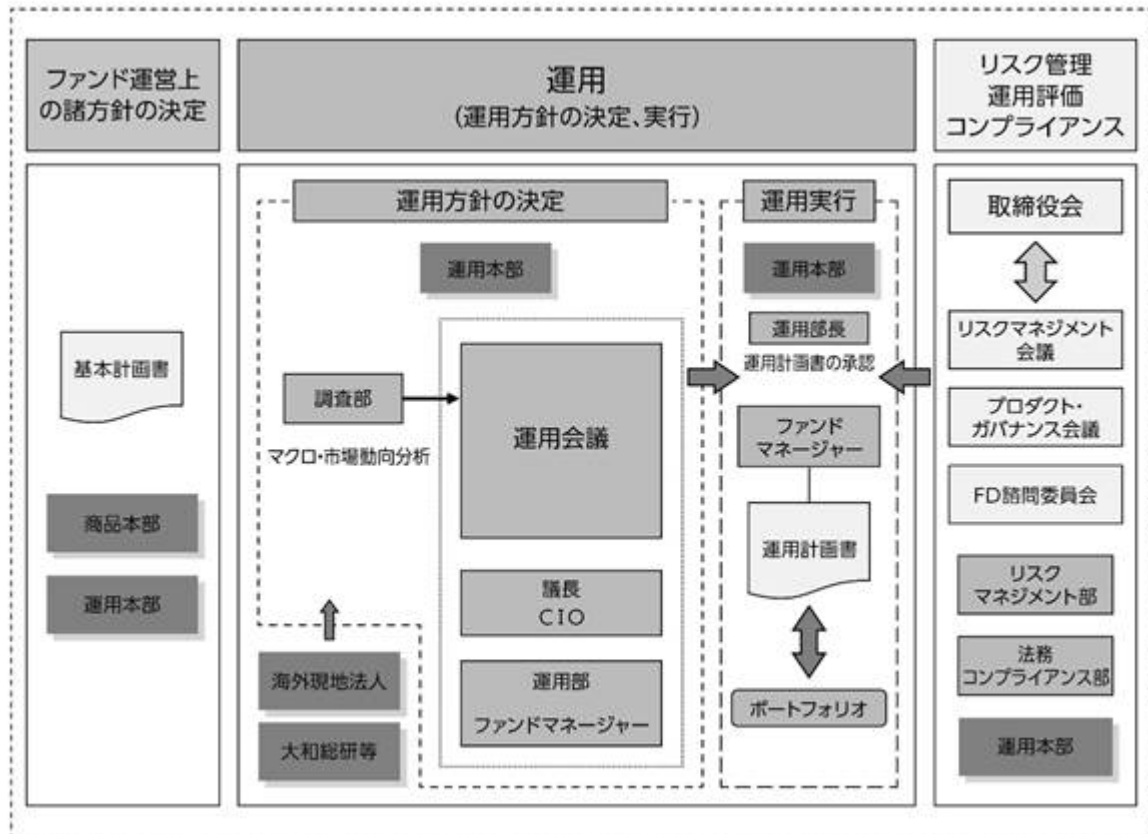 ファンド運営上
の諸方針の決定
運用
(運用方針の決定、実行)
リスク管理
運用評価
コンプライアンス
基本計画書
商品本部
運用本部
運用方針の決定
運用本部
調査部
マクロ・市場動向分析
運用会議
議長
CIO
運用部
ファンドマネージャー
海外現地法人
大和総研等
運用実行
運用本部
運用部長
運用計画書の承認
ファンド
マネージャー
運用計画書
ポートフォリオ
取締役会
リスクマネジメント
会議
プロダクト・
ガバナンス会議
FD諮問委員会
リスク
マネジメント部
法務
コンプライアンス部
運用本部